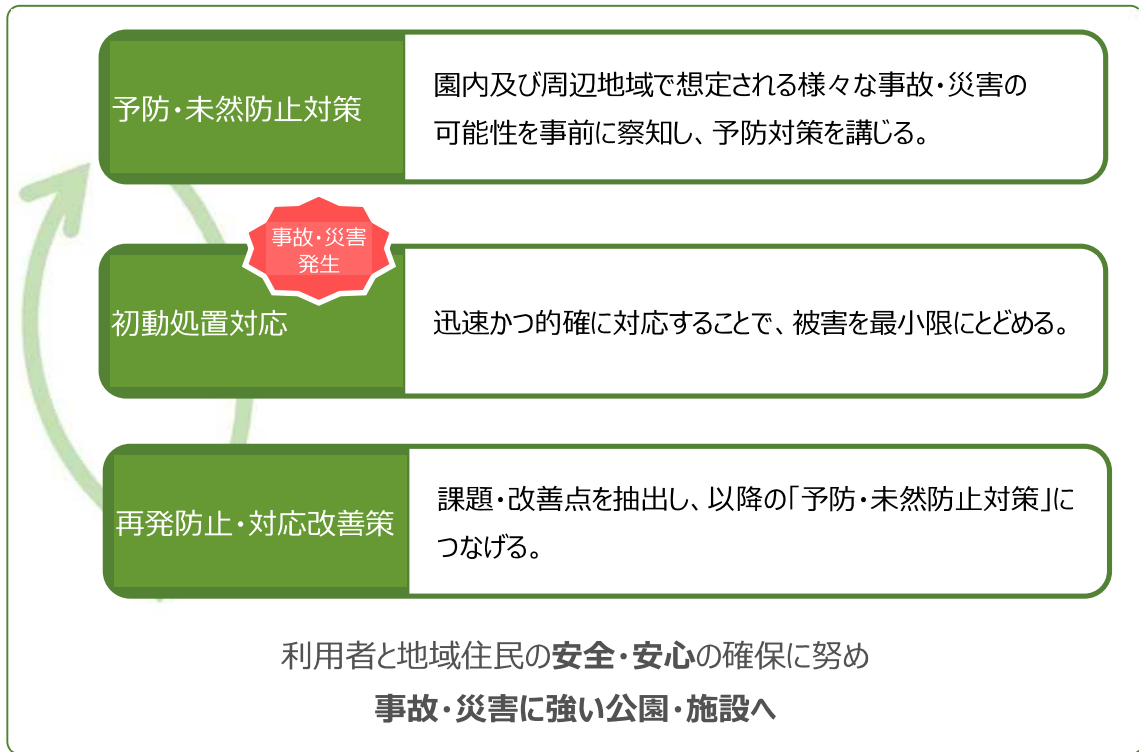 予防・未然防止対策
園内及び周辺地域で想定される様々な事故・災害の
可能性を事前に察知し、予防対策を講じる。
事故・災害
発生
初動処置対応
迅速かつ的確に対応することで、被害を最小限にとどめる。
再発防止・対応改善策
課題・改善点を抽出し、以降の「予防・未然防止対策」に
つなげる。
利用者と地域住民の安全・安心の確保に努め
事故・災害に強い公園・施設へ